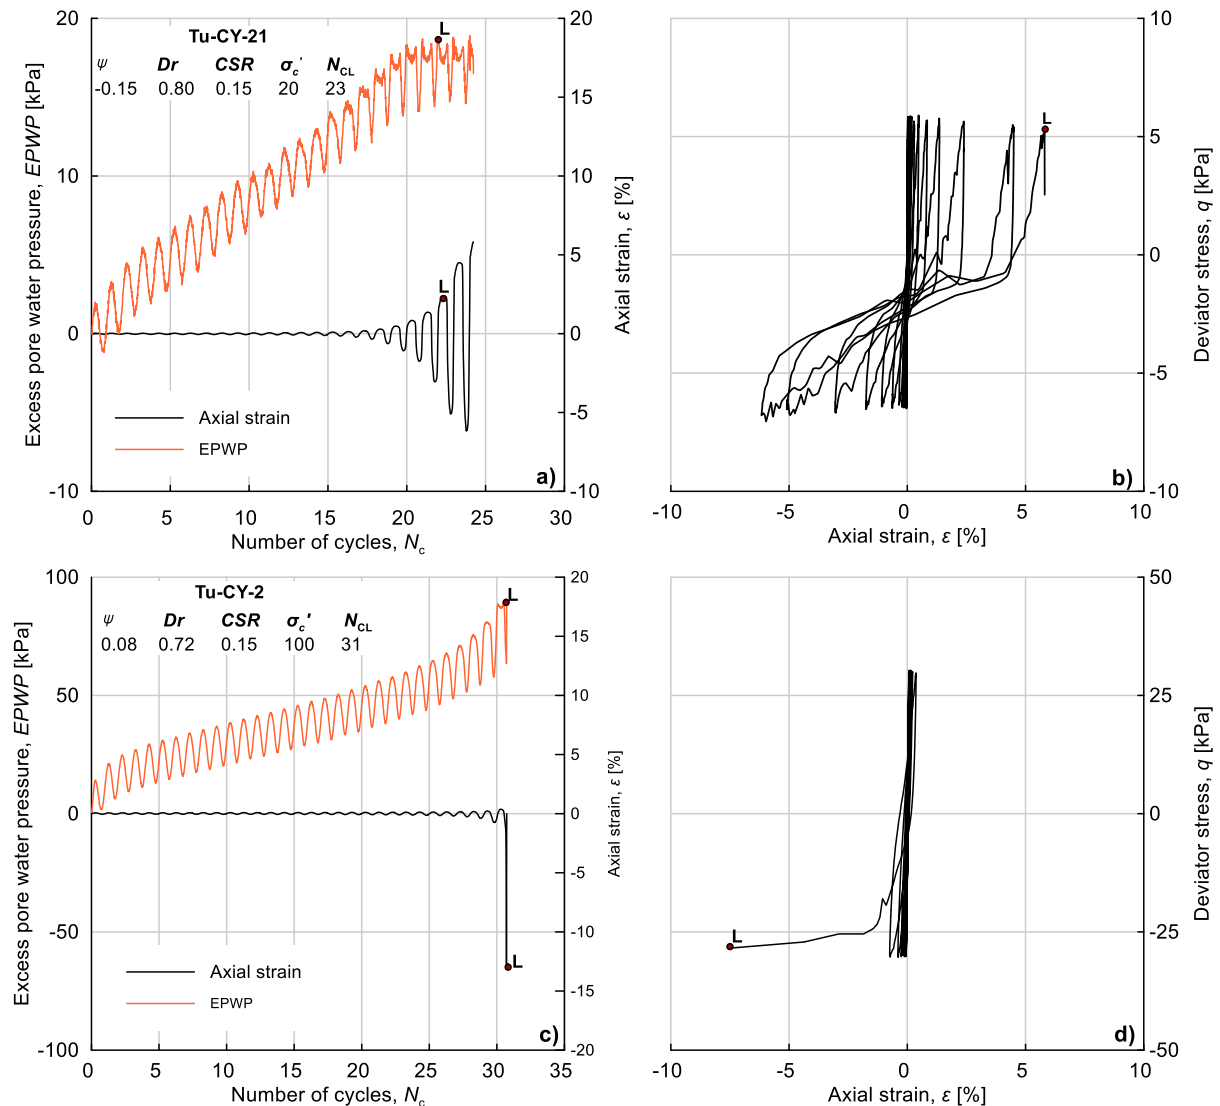 Tu-CY-21
ψ Dr CSR σc' NCL
-0.15 0.80 0.15 20 23
L
L
Axial strain
EPWP
a)
20
10
0
-10
Excess pore water pressure, EPWP [kPa]
20
15
10
5
0
-5
-10
Axial strain, ε [%]
0 5 10 15 20 25 30
Number of cycles, Nc
L
b)
10
5
0
-5
-10
Deviator stress, q [kPa]
-10 -5 0 5 10
Axial strain, ε [%]
Tu-CY-2
ψ Dr CSR σc' NCL
0.08 0.72 0.15 100 31
L
L
Axial strain
EPWP
c)
100
50
0
-50
-100
Excess pore water pressure, EPWP [kPa]
20
15
10
5
0
-5
-10
-15
-20
Axial strain, ε [%]
0 5 10 15 20 25 30 35
Number of cycles, Nc
L
d)
50
25
0
-25
-50
Deviator stress, q [kPa]
-10 -5 0 5 10
Axial strain, ε [%]